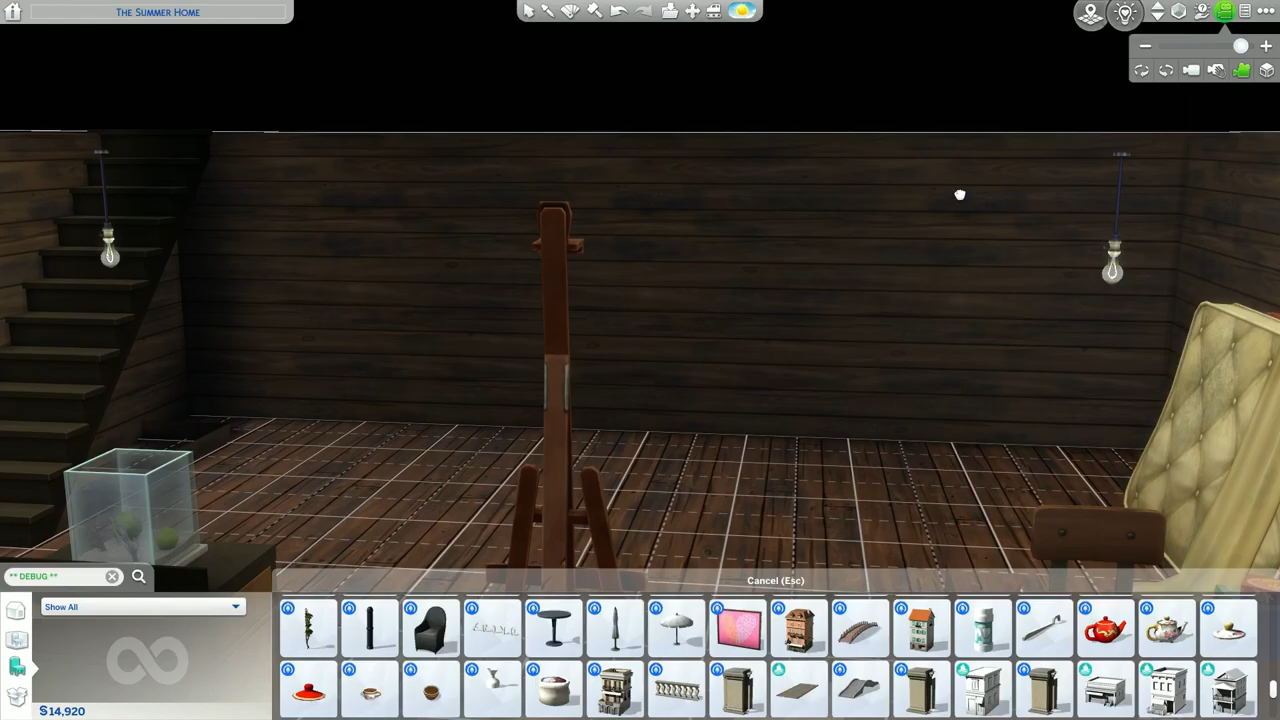 The Summer Home
Cancel (Esc)
** DEBUG **
Show All
§14,920